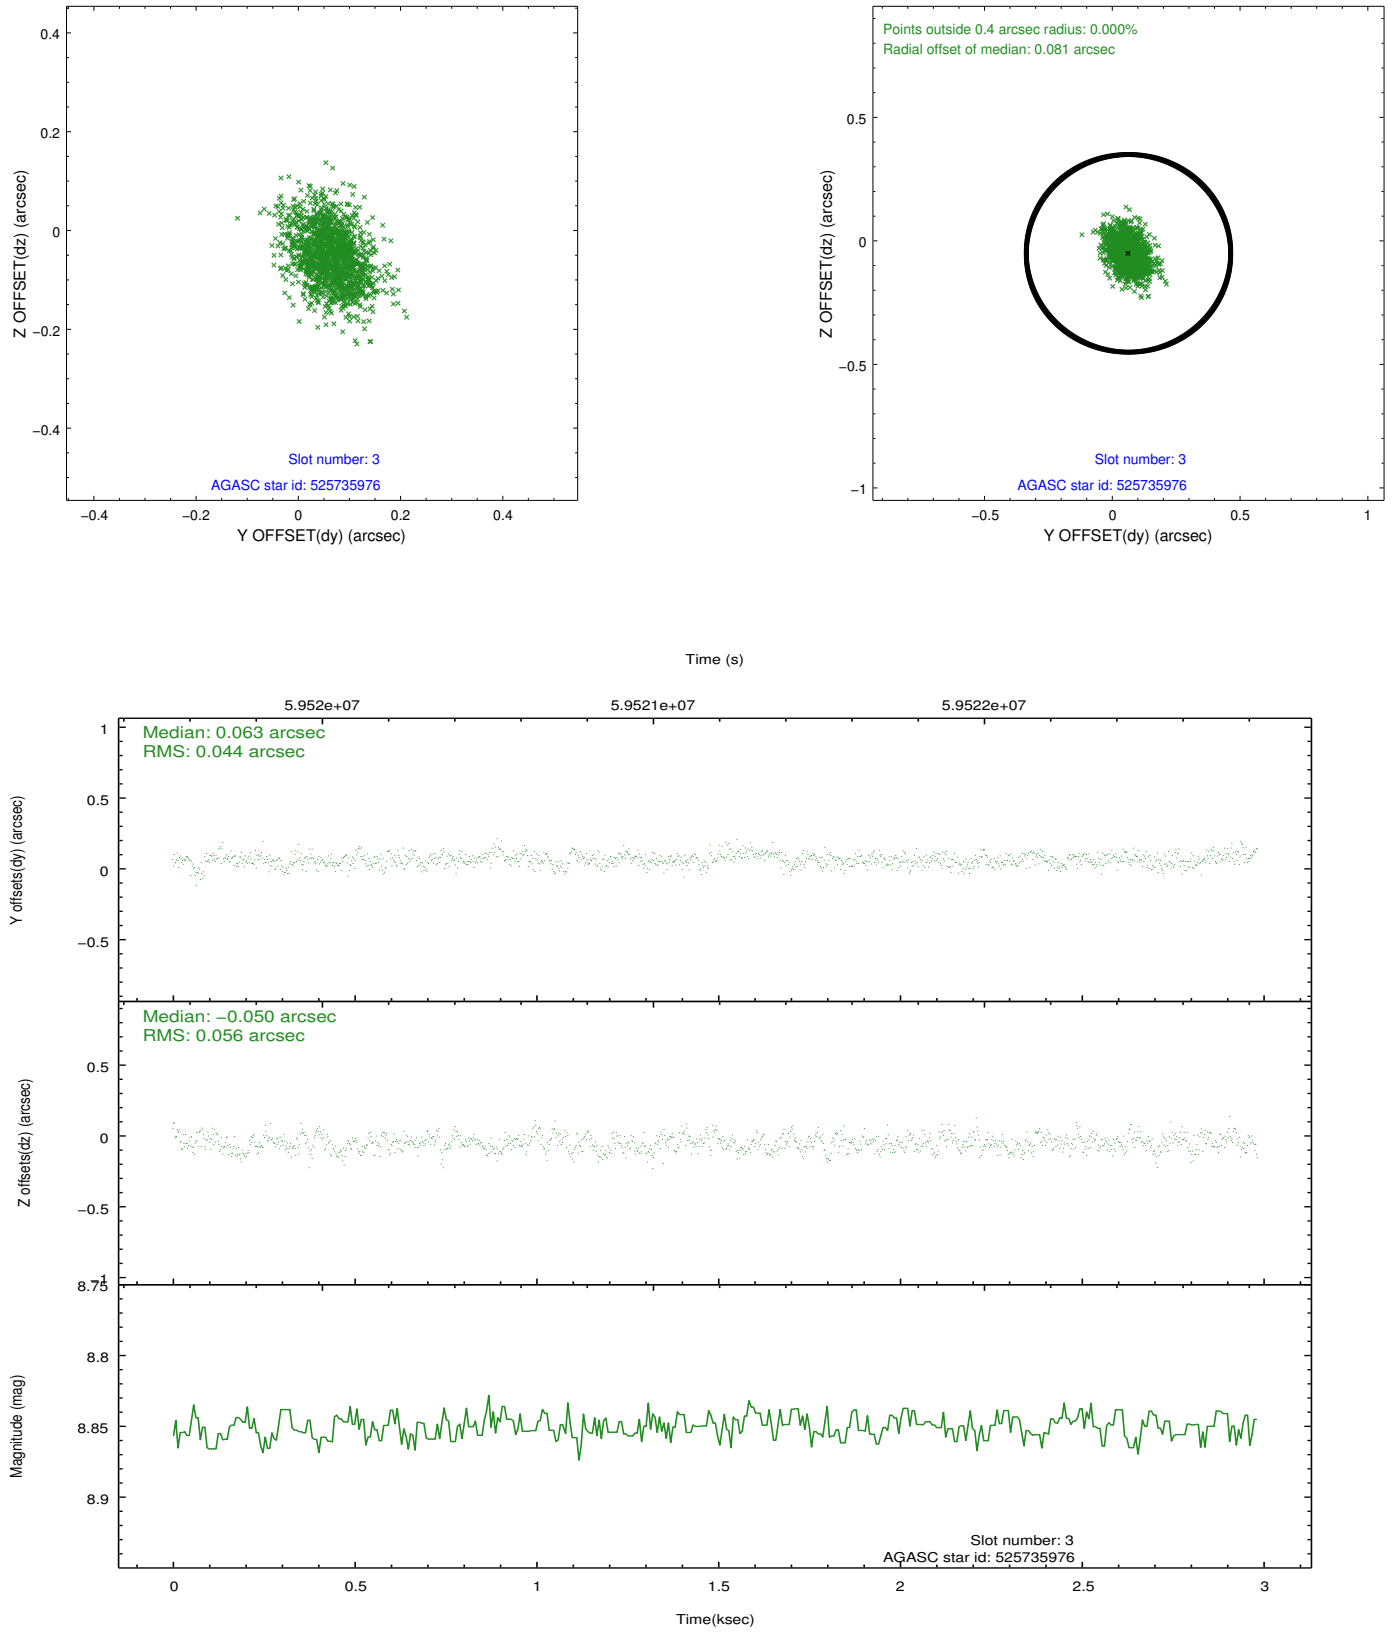 0.4
0.2
0
−0.2
−0.4
Z OFFSET(dz) (arcsec)
Slot number: 3
AGASC star id: 525735976
−0.4 −0.2 0 0.2 0.4
Y OFFSET(dy) (arcsec)
Points outside 0.4 arcsec radius: 0.000%
Radial offset of median: 0.081 arcsec
0.5
0
−0.5
−1
Z OFFSET(dz) (arcsec)
Slot number: 3
AGASC star id: 525735976
−0.5 0 0.5 1
Y OFFSET(dy) (arcsec)
Time (s)
5.952e+07 5.9521e+07 5.9522e+07
Median: 0.063 arcsec
RMS: 0.044 arcsec
1
0.5
0
−0.5
Y offsets(dy) (arcsec)
Median: −0.050 arcsec
RMS: 0.056 arcsec
0.5
0
−0.5
−1
Z offsets(dz) (arcsec)
8.75
8.8
8.85
8.9
Magnitude (mag)
Slot number: 3
AGASC star id: 525735976
0 0.5 1 1.5 2 2.5 3
Time(ksec)